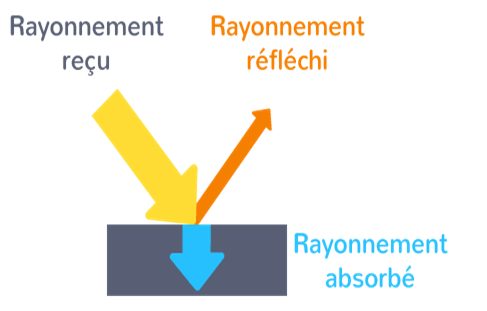 Rayonnement
reçu
Rayonnement
réfléchi
Rayonnement
absorbé